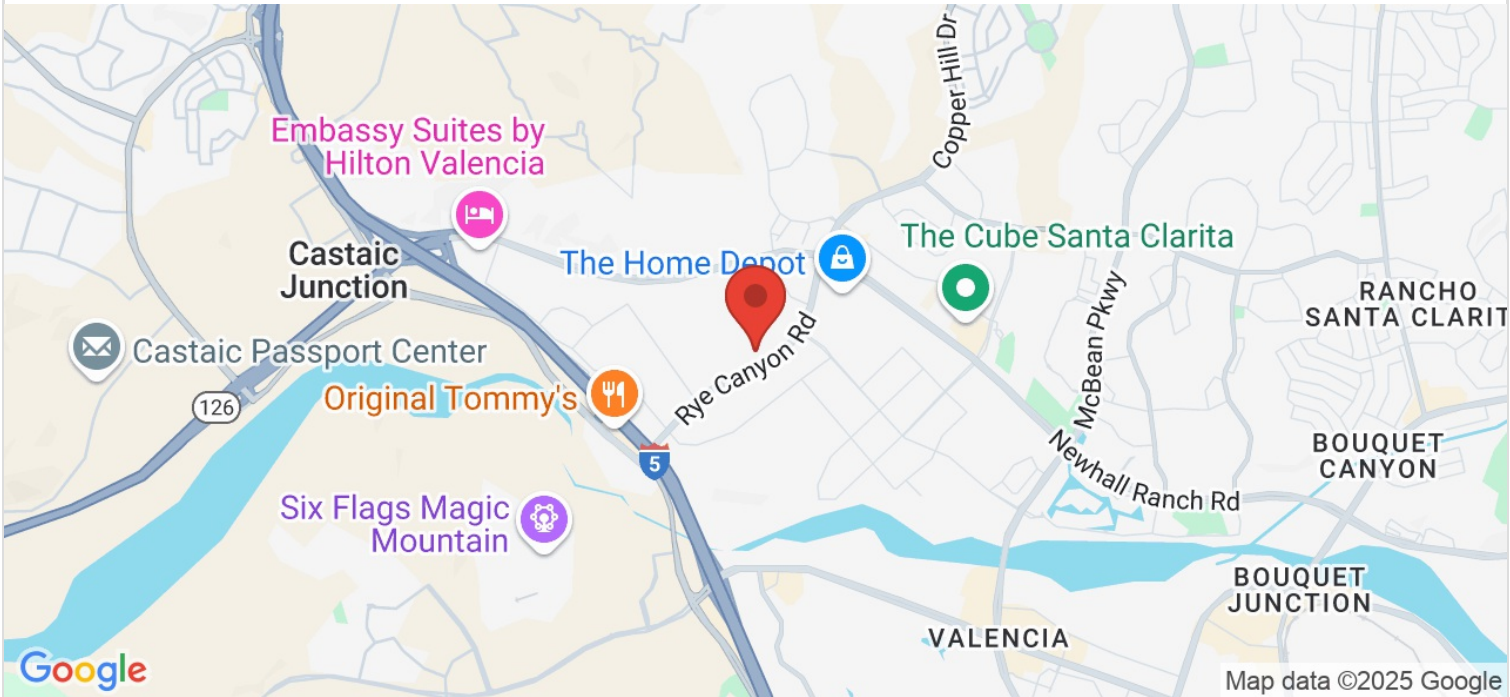 Copper Hill Dr
Embassy Suites by
Hilton Valencia
Castaic
Junction
The Home Depot
The Cube Santa Clarita
McBean Pkwy
RANCHO
SANTA CLARIT
Castaic Passport Center
126
Original Tommy's
Rye Canyon Rd
5
Newhall Ranch Rd
BOUQUET
CANYON
Six Flags Magic
Mountain
BOUQUET
JUNCTION
VALENCIA
Google
Map data ©2025 Google